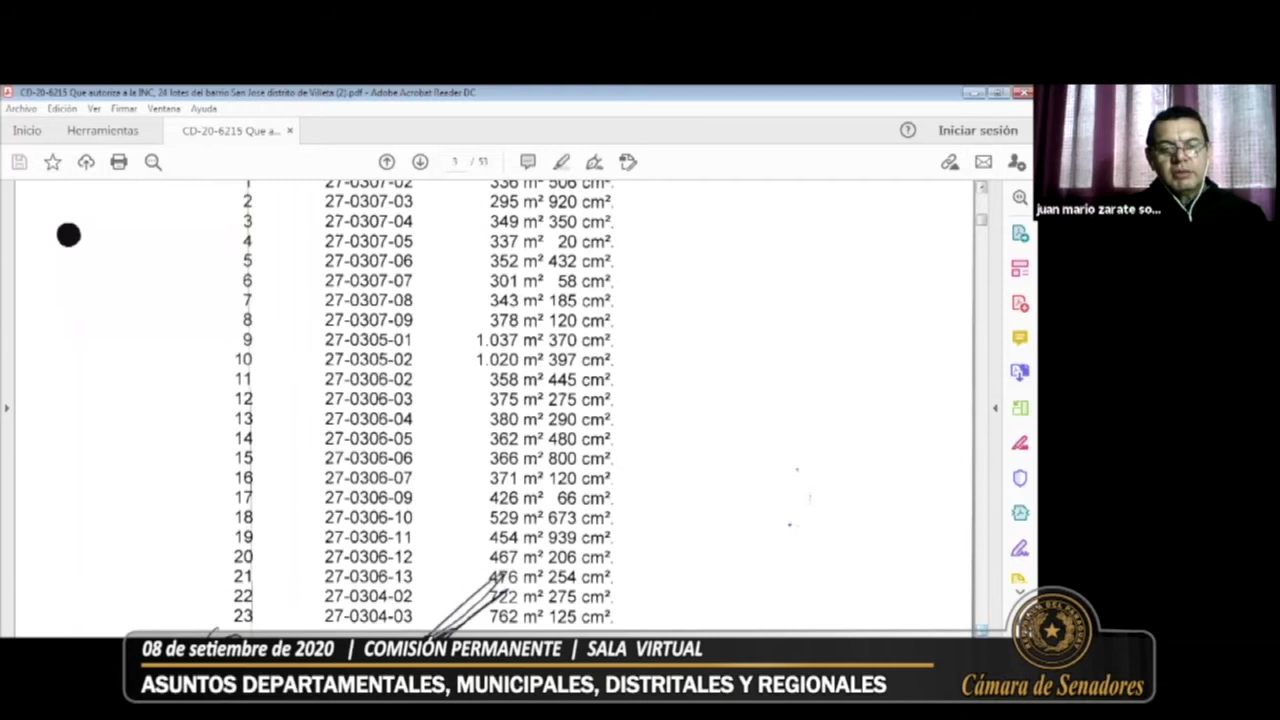 CD-20-6215 Que autoriza a la INC, 24 lotes del barrio San Jose distrito de Villeta (2).pdf - Adobe Acrobat Reader DC
Archivo Edición Ver Firmar Ventana Ayuda
Inicio Herramientas CD-20-6215 Que a... × Iniciar sesión
3 / 53
1 27-0307-02 336 m² 506 cm².
2 27-0307-03 295 m² 920 cm².
3 27-0307-04 349 m² 350 cm².
4 27-0307-05 337 m² 20 cm².
5 27-0307-06 352 m² 432 cm².
6 27-0307-07 301 m² 58 cm².
7 27-0307-08 343 m² 185 cm².
8 27-0307-09 378 m² 120 cm².
9 27-0305-01 1.037 m² 370 cm².
10 27-0305-02 1.020 m² 397 cm².
11 27-0306-02 358 m² 445 cm².
12 27-0306-03 375 m² 275 cm².
13 27-0306-04 380 m² 290 cm².
14 27-0306-05 362 m² 480 cm².
15 27-0306-06 366 m² 800 cm².
16 27-0306-07 371 m² 120 cm².
17 27-0306-09 426 m² 66 cm².
18 27-0306-10 529 m² 673 cm².
19 27-0306-11 454 m² 939 cm².
20 27-0306-12 467 m² 206 cm².
21 27-0306-13 476 m² 254 cm².
22 27-0304-02 722 m² 275 cm².
23 27-0304-03 762 m² 125 cm².
juan mario zarate so...
08 de setiembre de 2020 | COMISIÓN PERMANENTE | SALA VIRTUAL
ASUNTOS DEPARTAMENTALES, MUNICIPALES, DISTRITALES Y REGIONALES
Cámara de Senadores